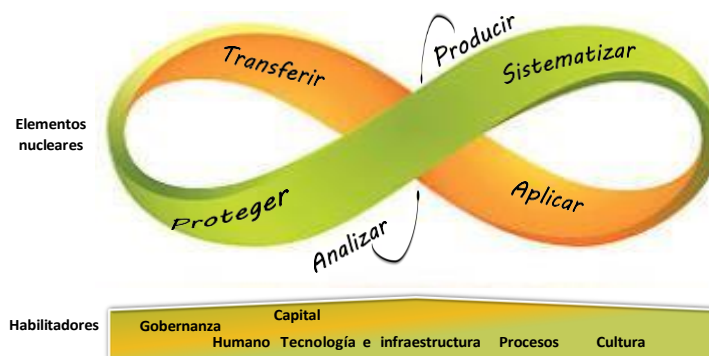 Producir
Transferir
Sistematizar
Elementos
nucleares
Proteger
Aplicar
Analizar
Habilitadores
Gobernanza
Capital
Humano Tecnología e infraestructura Procesos Cultura